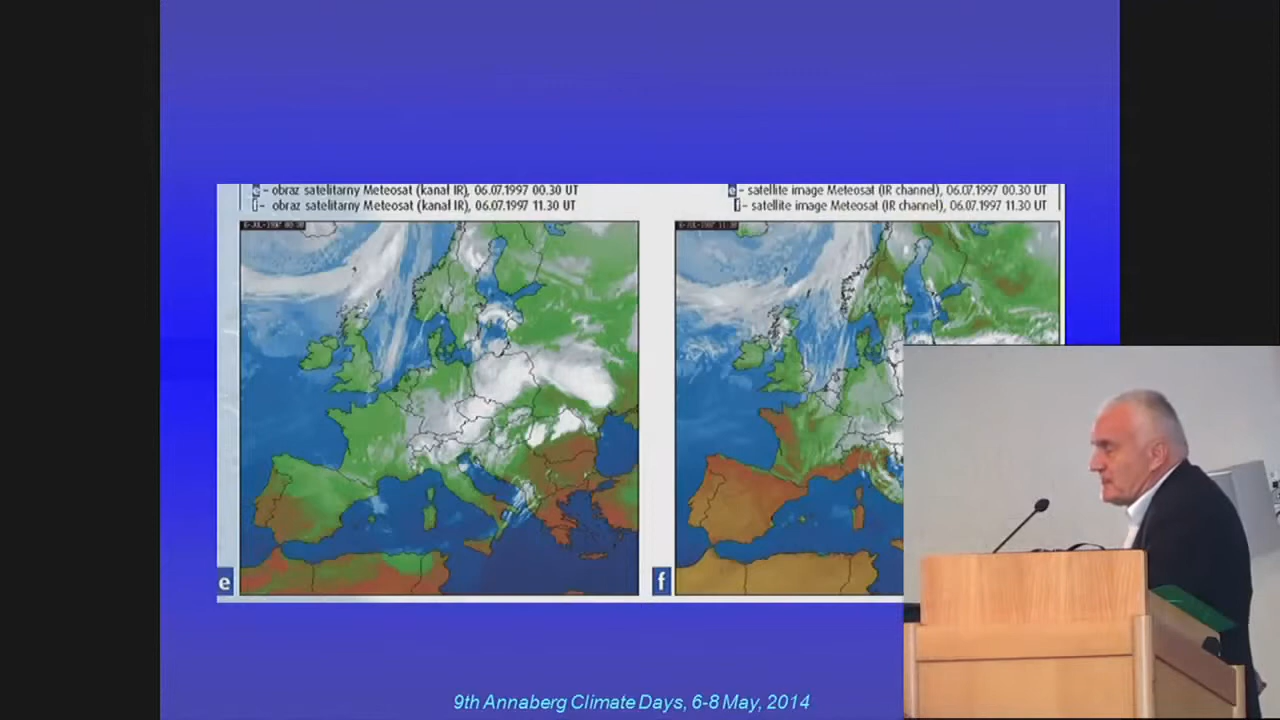 e – obraz satelitarny Meteosat (kanał IR), 06.07.1997 00.30 UT
f – obraz satelitarny Meteosat (kanał IR), 06.07.1997 11.30 UT
e – satellite image Meteosat (IR channel), 06.07.1997 00.30 UT
f – satellite image Meteosat (IR channel), 06.07.1997 11.30 UT
e
f
9th Annaberg Climate Days, 6-8 May, 2014